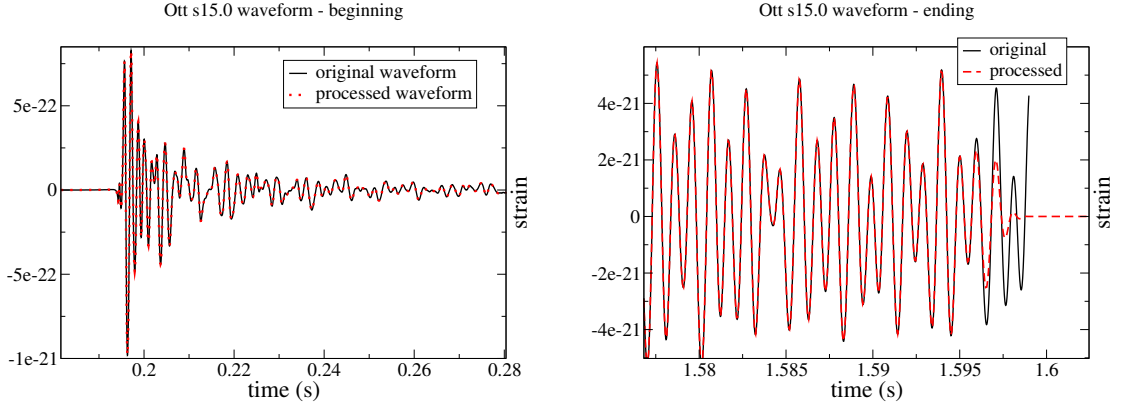 Ott s15.0 waveform - beginning
original waveform
processed waveform
5e-22
0
-5e-22
-1e-21
0.2
0.22
0.24
0.26
0.28
time (s)
strain
Ott s15.0 waveform - ending
original
processed
4e-21
2e-21
0
-2e-21
-4e-21
1.58
1.585
1.59
1.595
1.6
time (s)
strain